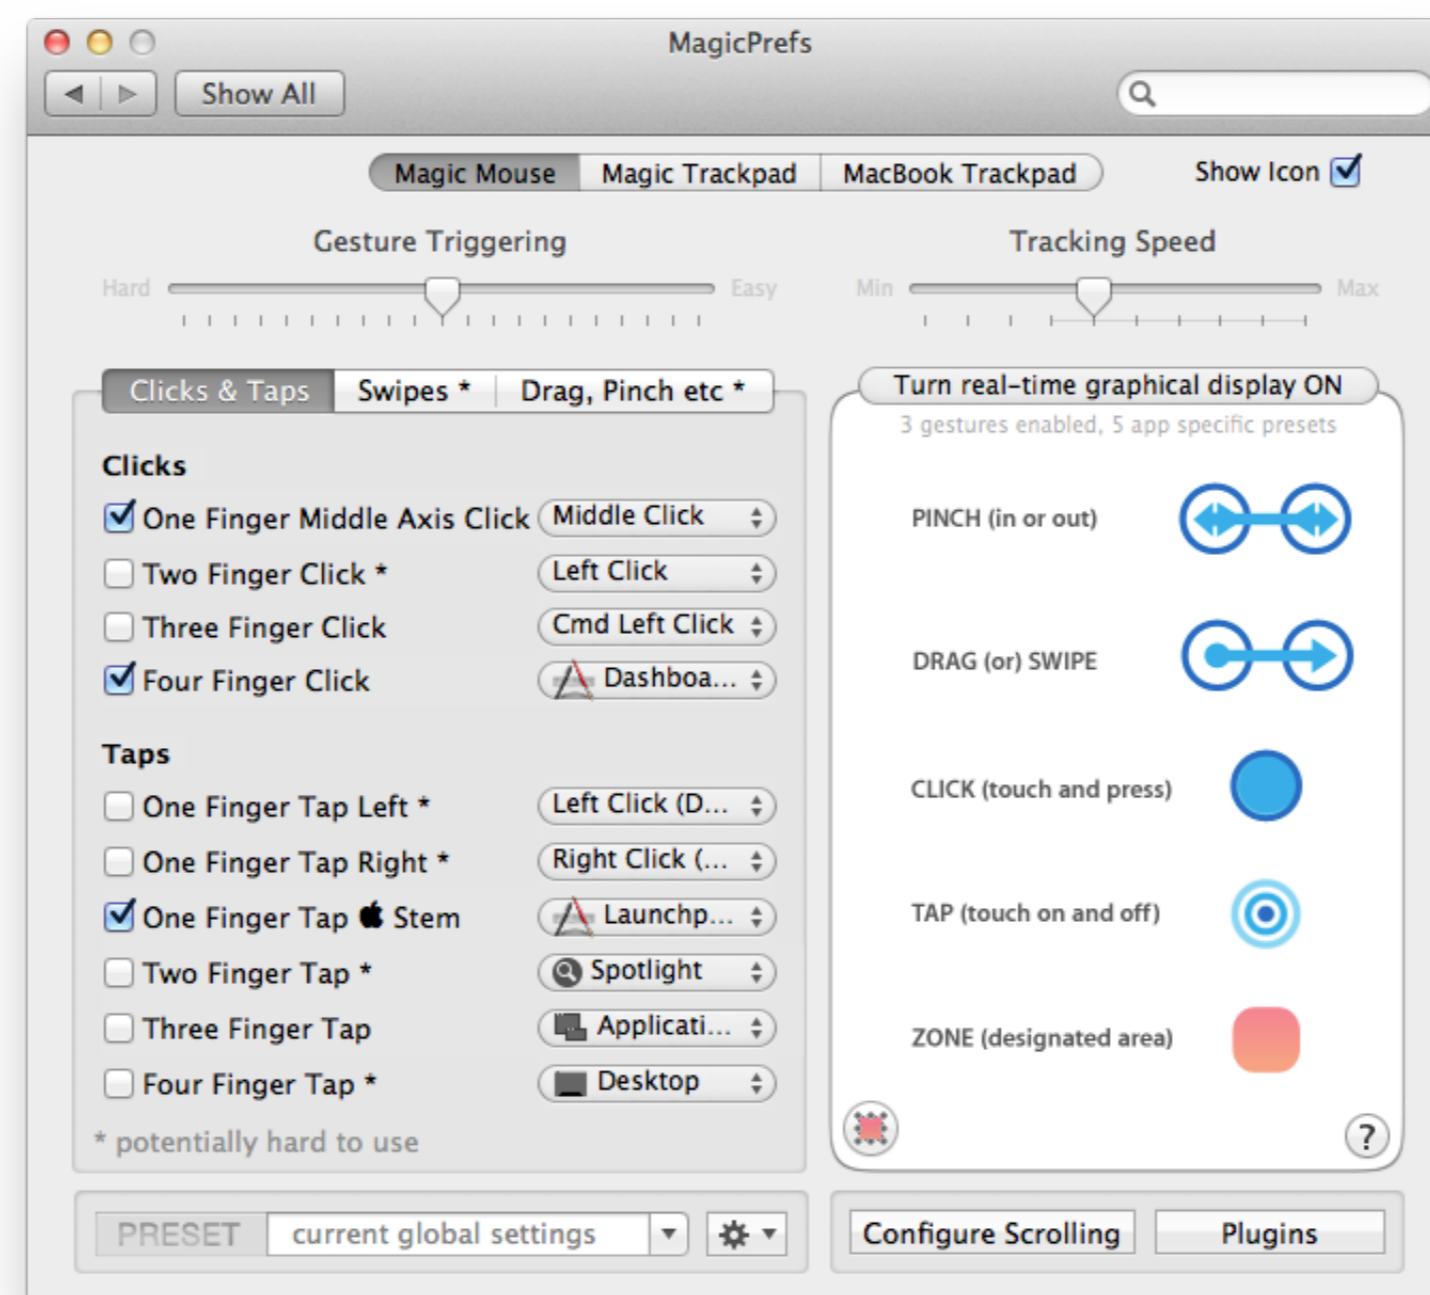 MagicPrefs
Show All
Magic Mouse Magic Trackpad MacBook Trackpad Show Icon
Gesture Triggering
Hard Easy
Tracking Speed
Min Max
Clicks & Taps Swipes * Drag, Pinch etc *
Clicks
One Finger Middle Axis Click Middle Click
Two Finger Click * Left Click
Three Finger Click Cmd Left Click
Four Finger Click Dashboa...
Taps
One Finger Tap Left * Left Click (D...
One Finger Tap Right * Right Click (...
One Finger Tap Stem Launchp...
Two Finger Tap * Spotlight
Three Finger Tap Applicati...
Four Finger Tap * Desktop
* potentially hard to use
PRESET current global settings
Turn real-time graphical display ON
3 gestures enabled, 5 app specific presets
PINCH (in or out)
DRAG (or) SWIPE
CLICK (touch and press)
TAP (touch on and off)
ZONE (designated area)
?
Configure Scrolling Plugins